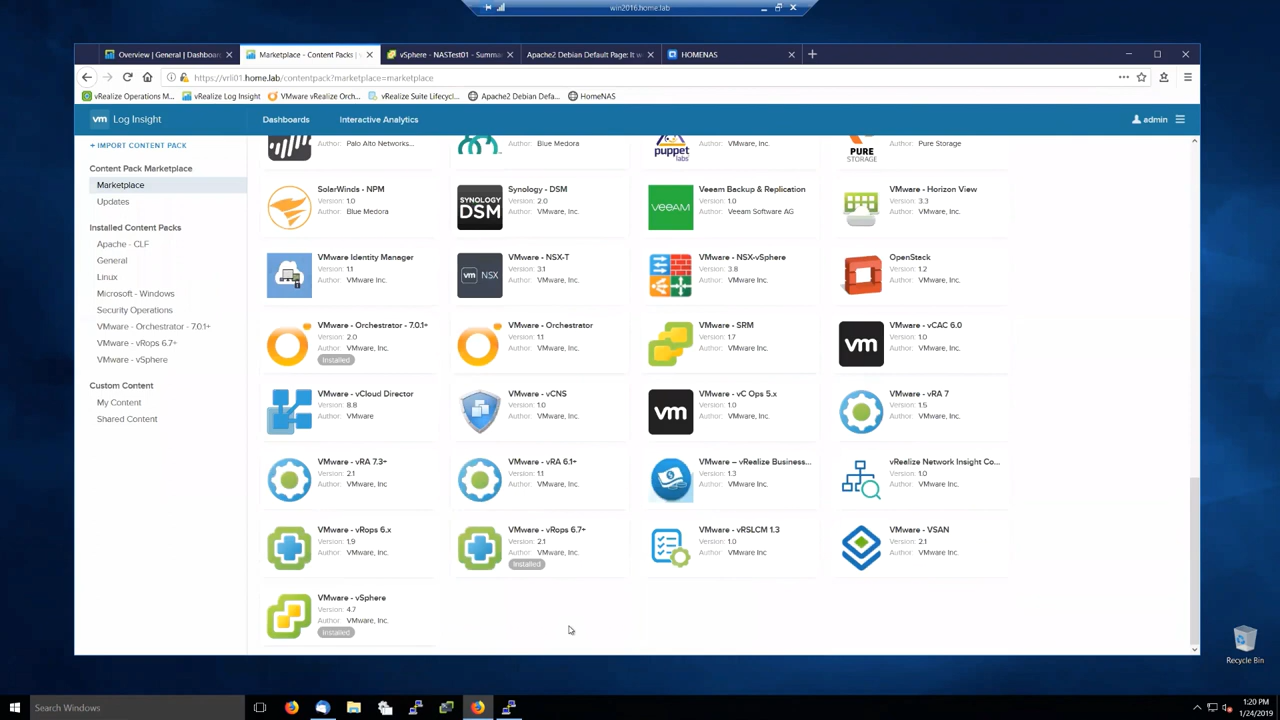 win2016.home.lab
Overview | General | Dashboar
Marketplace - Content Packs |
vSphere - NASTest01 - Summa
Apache2 Debian Default Page: It w
HOMENAS
https://vrli01.home.lab/contentpack?marketplace=marketplace
vRealize Operations M...
vRealize Log Insight
VMware vRealize Orch...
vRealize Suite Lifecycl...
Apache2 Debian Defa...
HomeNAS
vm Log Insight
Dashboards
Interactive Analytics
admin
+ IMPORT CONTENT PACK
Content Pack Marketplace
Marketplace
Updates
Installed Content Packs
Apache - CLF
General
Linux
Microsoft - Windows
Security Operations
VMware - Orchestrator - 7.0.1+
VMware - vRops 6.7+
VMware - vSphere
Custom Content
My Content
Shared Content
Author: Palo Alto Networks...
Author: Blue Medora
puppet
labs
Author: VMware, Inc.
PURE
STORAGE
Author: Pure Storage
SolarWinds - NPM
Version: 1.0
Author: Blue Medora
SYNOLOGY
DSM
Synology - DSM
Version: 2.0
Author: VMware, Inc.
VEEAM
Veeam Backup & Replication
Version: 1.0
Author: Veeam Software AG
VMware - Horizon View
Version: 3.3
Author: VMware, Inc.
VMware Identity Manager
Version: 1.1
Author: VMware Inc.
vm NSX
VMware - NSX-T
Version: 3.1
Author: VMware Inc.
VMware - NSX-vSphere
Version: 3.8
Author: VMware Inc.
OpenStack
Version: 1.2
Author: VMware, Inc.
VMware - Orchestrator - 7.0.1+
Version: 2.0
Author: VMware, Inc.
Installed
VMware - Orchestrator
Version: 1.1
Author: VMware, Inc.
VMware - SRM
Version: 1.7
Author: VMware Inc.
vm
VMware - vCAC 6.0
Version: 1.0
Author: VMware, Inc.
VMware - vCloud Director
Version: 8.8
Author: VMware
VMware - vCNS
Version: 1.0
Author: VMware, Inc.
vm
VMware - vC Ops 5.x
Version: 1.0
Author: VMware, Inc.
VMware - vRA 7
Version: 1.5
Author: VMware, Inc.
VMware - vRA 7.3+
Version: 2.1
Author: VMware, Inc
VMware - vRA 6.1+
Version: 1.1
Author: VMware, Inc.
VMware – vRealize Business...
Version: 1.3
Author: VMware Inc.
vRealize Network Insight Co...
Version: 1.0
Author: VMware Inc.
VMware - vRops 6.x
Version: 1.9
Author: VMware, Inc.
VMware - vRops 6.7+
Version: 2.1
Author: VMware, Inc.
Installed
VMware - vRSLCM 1.3
Version: 1.0
Author: VMware Inc
VMware - VSAN
Version: 2.1
Author: VMware Inc.
VMware - vSphere
Version: 4.7
Author: VMware, Inc.
Installed
Recycle Bin
Search Windows
1:20 PM
1/24/2019